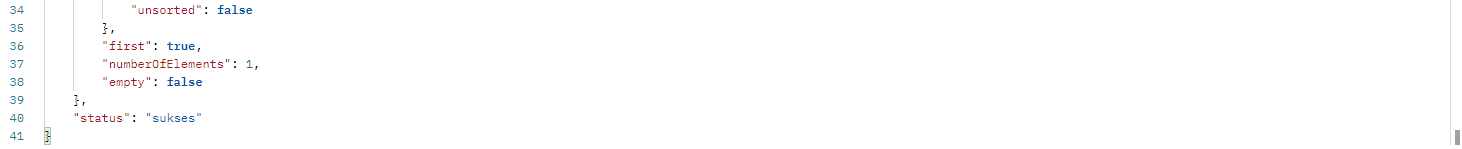 34 "unsorted": false
35 },
36 "first": true,
37 "numberOfElements": 1,
38 "empty": false
39 },
40 "status": "sukses"
41 }